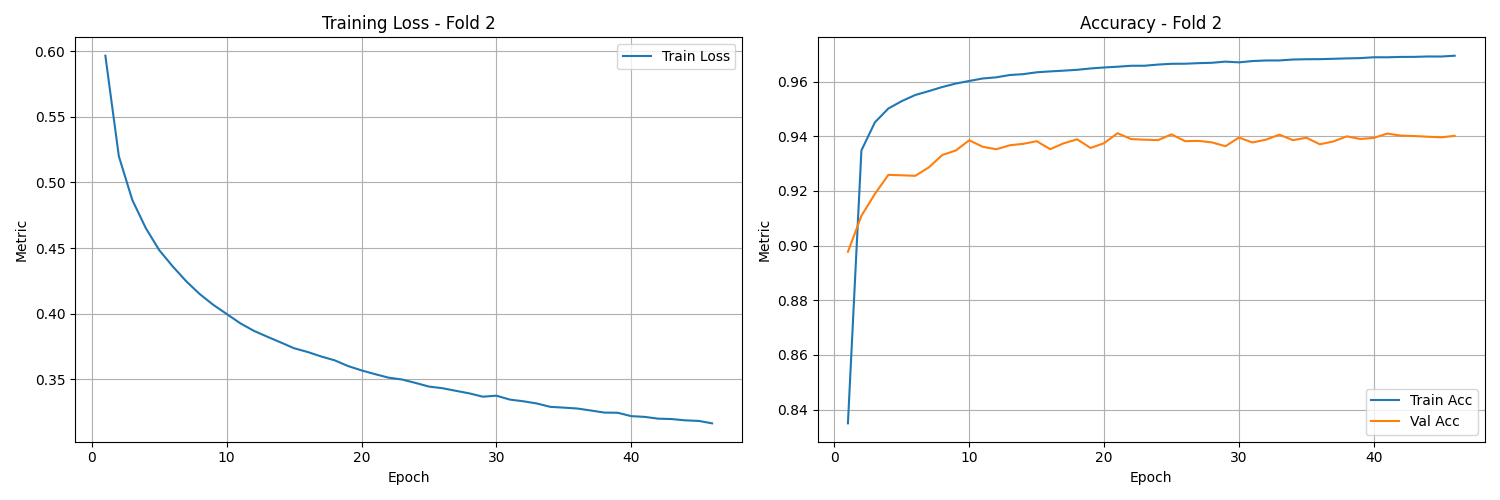 Training Loss - Fold 2
0.60
0.55
0.50
0.45
0.40
0.35
Metric
0
10
20
30
40
Epoch
Train Loss
Accuracy - Fold 2
0.96
0.94
0.92
0.90
0.88
0.86
0.84
Metric
0
10
20
30
40
Epoch
Train Acc
Val Acc